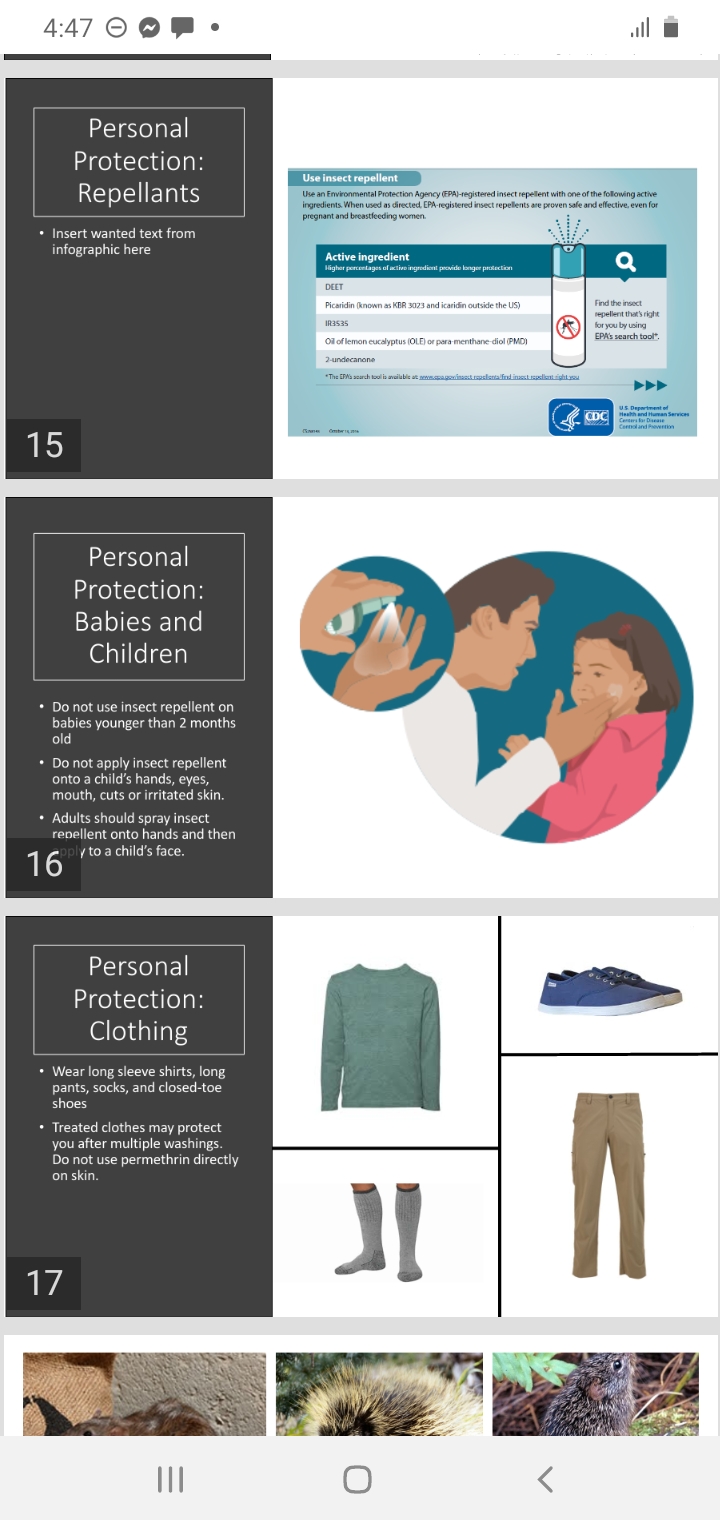 4:47
Personal
Protection:
Repellants
• Insert wanted text from
infographic here
15
Use insect repellent
Use an Environmental Protection Agency (EPA)-registered insect repellent with one of the following active
ingredients. When used as directed, EPA-registered insect repellents are proven safe and effective, even for
pregnant and breastfeeding women.
Active ingredient
Higher percentages of active ingredient provide longer protection
DEET
Picaridin (known as KBR 3023 and icaridin outside the US)
IR3535
Oil of lemon eucalyptus (OLE) or para-menthane-diol (PMD)
2-undecanone
Find the insect
repellent that's right
for you by using
EPA's search tool*.
* The EPA's search tool is available at: www.epa.gov/insect-repellents/find-insect-repellent-right-you
CDC
U.S. Department of
Health and Human Services
Centers for Disease
Control and Prevention
Personal
Protection:
Babies and
Children
• Do not use insect repellent on
babies younger than 2 months
old
• Do not apply insect repellent
onto a child's hands, eyes,
mouth, cuts or irritated skin.
• Adults should spray insect
repellent onto hands and then
apply to a child's face.
16
Personal
Protection:
Clothing
• Wear long sleeve shirts, long
pants, socks, and closed-toe
shoes
• Treated clothes may protect
you after multiple washings.
Do not use permethrin directly
on skin.
17